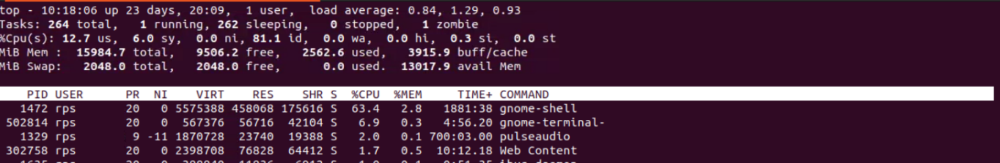 top - 10:18:06 up 23 days, 20:09,  1 user,  load average: 0.84, 1.29, 0.93
Tasks: 264 total,   1 running, 262 sleeping,   0 stopped,   1 zombie
%Cpu(s): 12.7 us,  6.0 sy,  0.0 ni, 81.1 id,  0.0 wa,  0.0 hi,  0.3 si,  0.0 st
MiB Mem :  15984.7 total,   9506.2 free,   2562.6 used,   3915.9 buff/cache
MiB Swap:   2048.0 total,   2048.0 free,      0.0 used.  13017.9 avail Mem
PID USER PR NI VIRT RES SHR S %CPU %MEM TIME+ COMMAND
1472 rps 20 0 5575388 458068 175616 S 63.4 2.8 1881:38 gnome-shell
502814 rps 20 0 567376 56716 42104 S 6.9 0.3 4:56.20 gnome-terminal-
1329 rps 9 -11 1870728 23740 19388 S 2.0 0.1 700:03.00 pulseaudio
302758 rps 20 0 2398708 76828 64412 S 1.7 0.5 10:12.18 Web Content